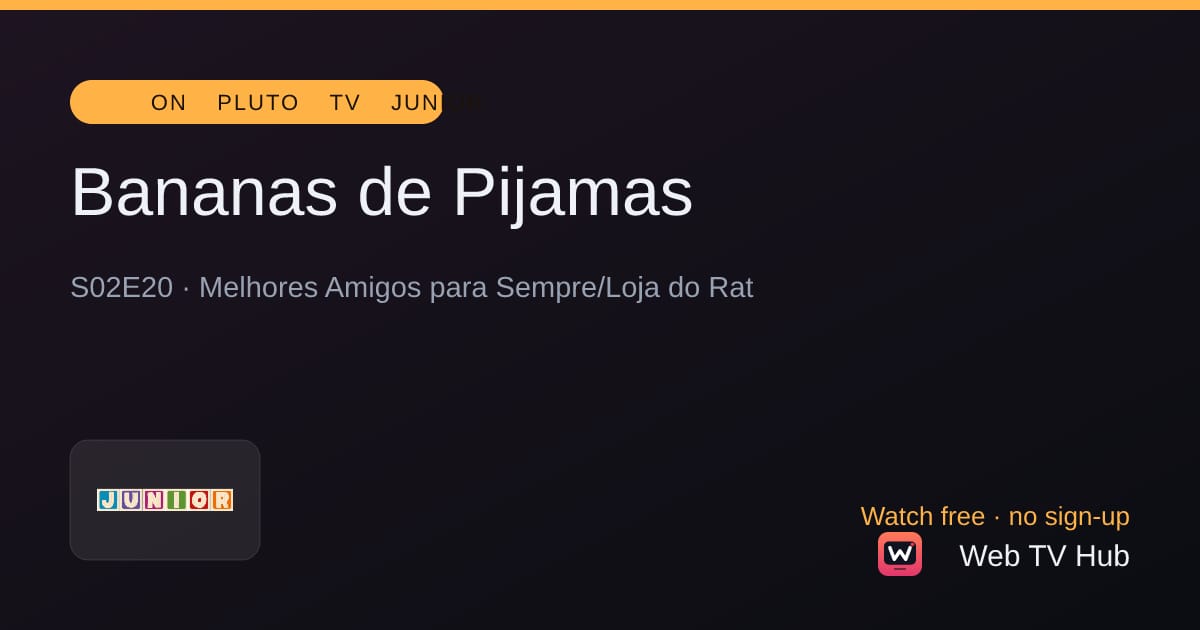 ON PLUTO TV JUNIOR
Bananas de Pijamas
S02E20 · Melhores Amigos para Sempre/Loja do Rat
JUNIOR
Watch free · no sign-up
W
Web TV Hub